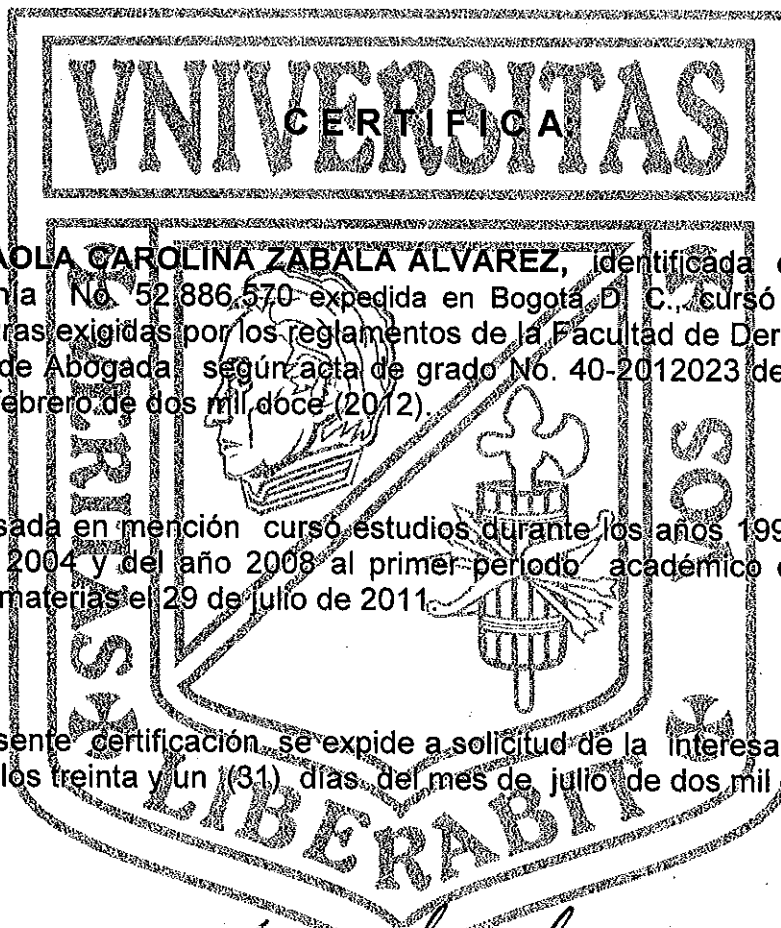 VNIVERSITAS
CERTIFICA:
AOLA CAROLINA ZABALA ÁLVAREZ, identificada
nía No. 52.886.570 expedida en Bogotá D. C., cursó
ras exigidas por los reglamentos de la Facultad de Der
de Abogada según acta de grado No. 40-2012023 de
ebrero de dos mil doce (2012).
sada en mención cursó estudios durante los años 199
2004 y del año 2008 al primer periodo académico
materias el 29 de julio de 2011.
sente certificación se expide a solicitud de la interesa
los treinta y un (31) días del mes de julio de dos mil
LIBERABIT